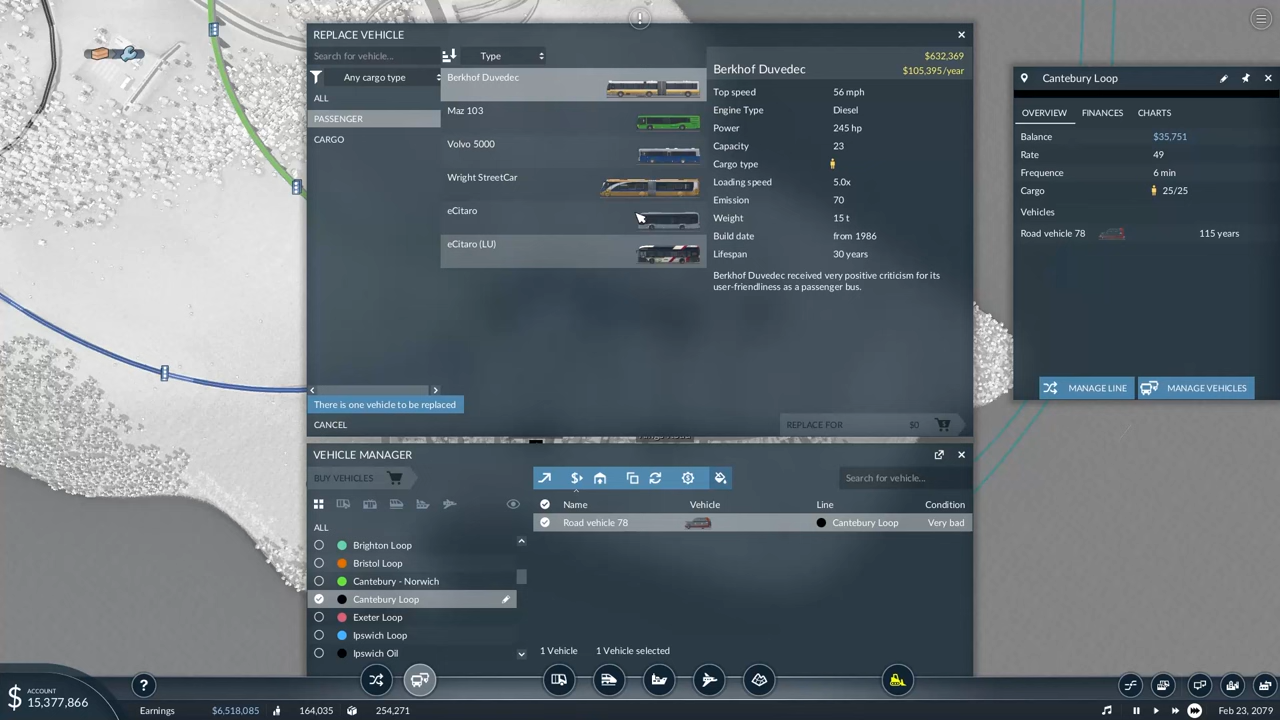 REPLACE VEHICLE
Search for vehicle...
Type
Any cargo type
ALL
PASSENGER
CARGO
Berkhof Duvedec
Maz 103
Volvo 5000
Wright StreetCar
eCitaro
eCitaro (LU)
$632,369
Berkhof Duvedec
$105,395/year
Top speed 56 mph
Engine Type Diesel
Power 245 hp
Capacity 23
Cargo type
Loading speed 5.0x
Emission 70
Weight 15 t
Build date from 1986
Lifespan 30 years
Berkhof Duvedec received very positive criticism for its
user-friendliness as a passenger bus.
There is one vehicle to be replaced
CANCEL
REPLACE FOR $0
Cantebury Loop
OVERVIEW FINANCES CHARTS
Balance $35,751
Rate 49
Frequence 6 min
Cargo 25/25
Vehicles
Road vehicle 78 115 years
MANAGE LINE MANAGE VEHICLES
VEHICLE MANAGER
BUY VEHICLES
Search for vehicle...
ALL
Brighton Loop
Bristol Loop
Cantebury - Norwich
Cantebury Loop
Exeter Loop
Ipswich Loop
Ipswich Oil
Name Vehicle Line Condition
Road vehicle 78 Cantebury Loop Very bad
1 Vehicle 1 Vehicle selected
$ ACCOUNT
15,377,866
?
Earnings $6,518,085 164,035 254,271
Feb 23, 2079